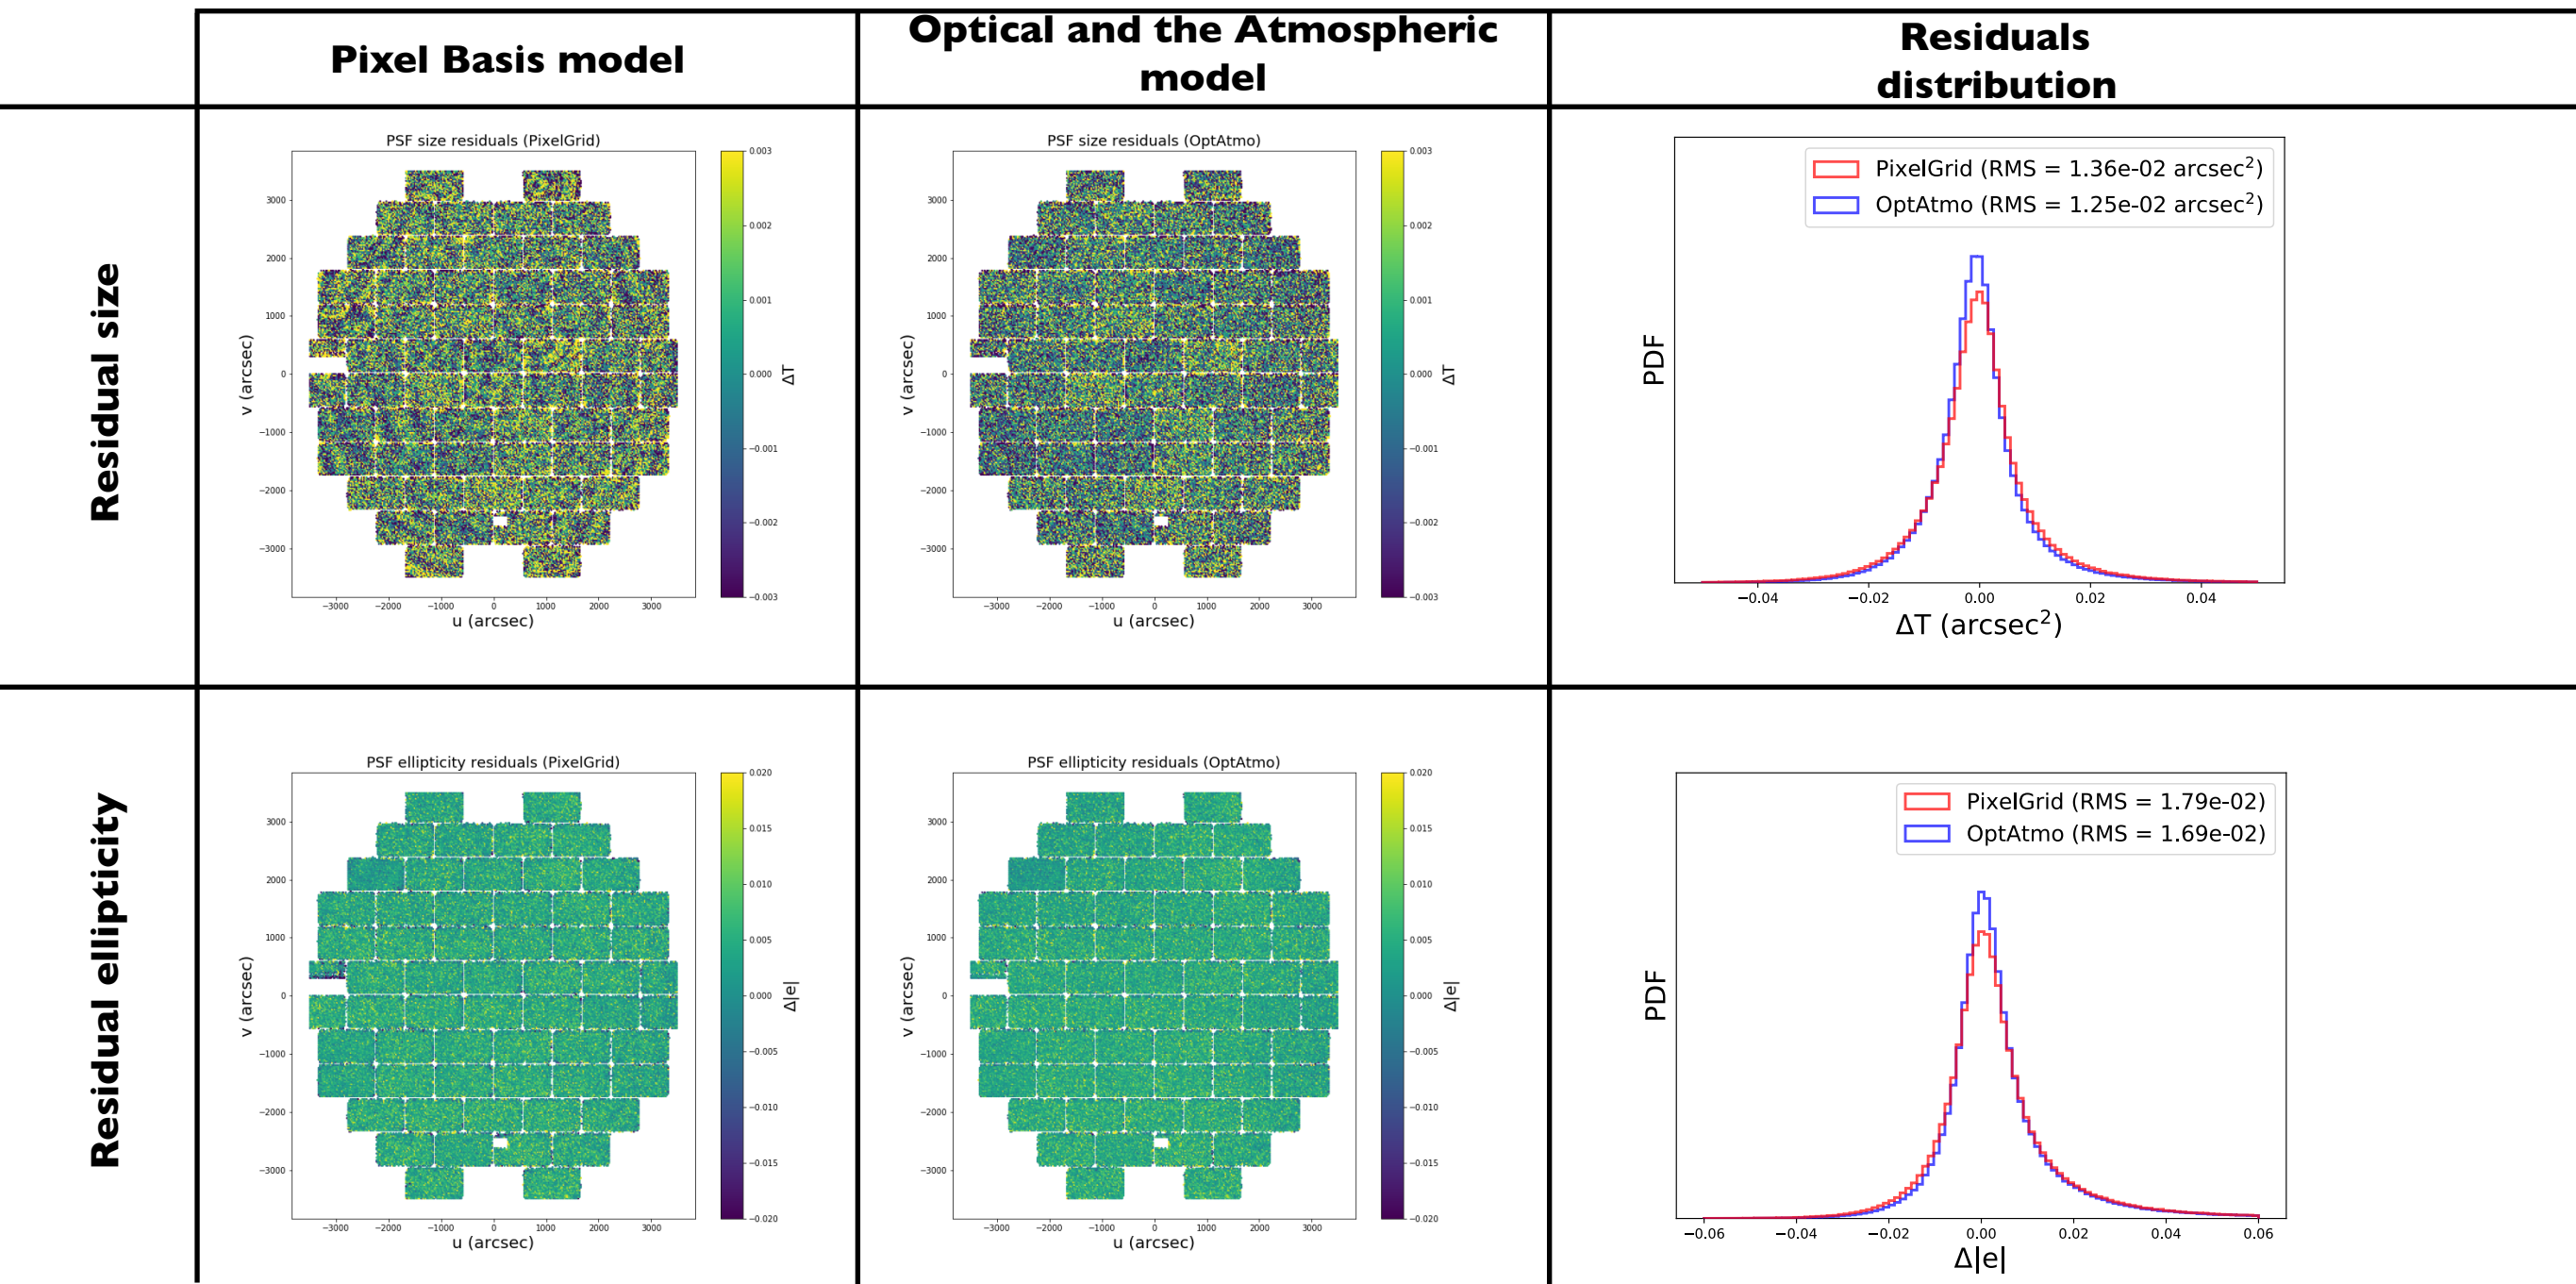 Pixel Basis model
Optical and the Atmospheric
model
Residuals
distribution
Residual size
PSF size residuals (PixelGrid)
3000
2000
1000
0
−1000
−2000
−3000
v (arcsec)
−3000 −2000 −1000 0 1000 2000 3000
u (arcsec)
0.003
0.002
0.001
0.000
−0.001
−0.002
−0.003
ΔT
PSF size residuals (OptAtmo)
3000
2000
1000
0
−1000
−2000
−3000
v (arcsec)
−3000 −2000 −1000 0 1000 2000 3000
u (arcsec)
0.003
0.002
0.001
0.000
−0.001
−0.002
−0.003
ΔT
PixelGrid (RMS = 1.36e-02 arcsec²)
OptAtmo (RMS = 1.25e-02 arcsec²)
PDF
−0.04 −0.02 0.00 0.02 0.04
ΔT (arcsec²)
Residual ellipticity
PSF ellipticity residuals (PixelGrid)
3000
2000
1000
0
−1000
−2000
−3000
v (arcsec)
−3000 −2000 −1000 0 1000 2000 3000
u (arcsec)
0.020
0.015
0.010
0.005
0.000
−0.005
−0.010
−0.015
−0.020
Δ|e|
PSF ellipticity residuals (OptAtmo)
3000
2000
1000
0
−1000
−2000
−3000
v (arcsec)
−3000 −2000 −1000 0 1000 2000 3000
u (arcsec)
0.020
0.015
0.010
0.005
0.000
−0.005
−0.010
−0.015
−0.020
Δ|e|
PixelGrid (RMS = 1.79e-02)
OptAtmo (RMS = 1.69e-02)
PDF
−0.06 −0.04 −0.02 0.00 0.02 0.04 0.06
Δ|e|